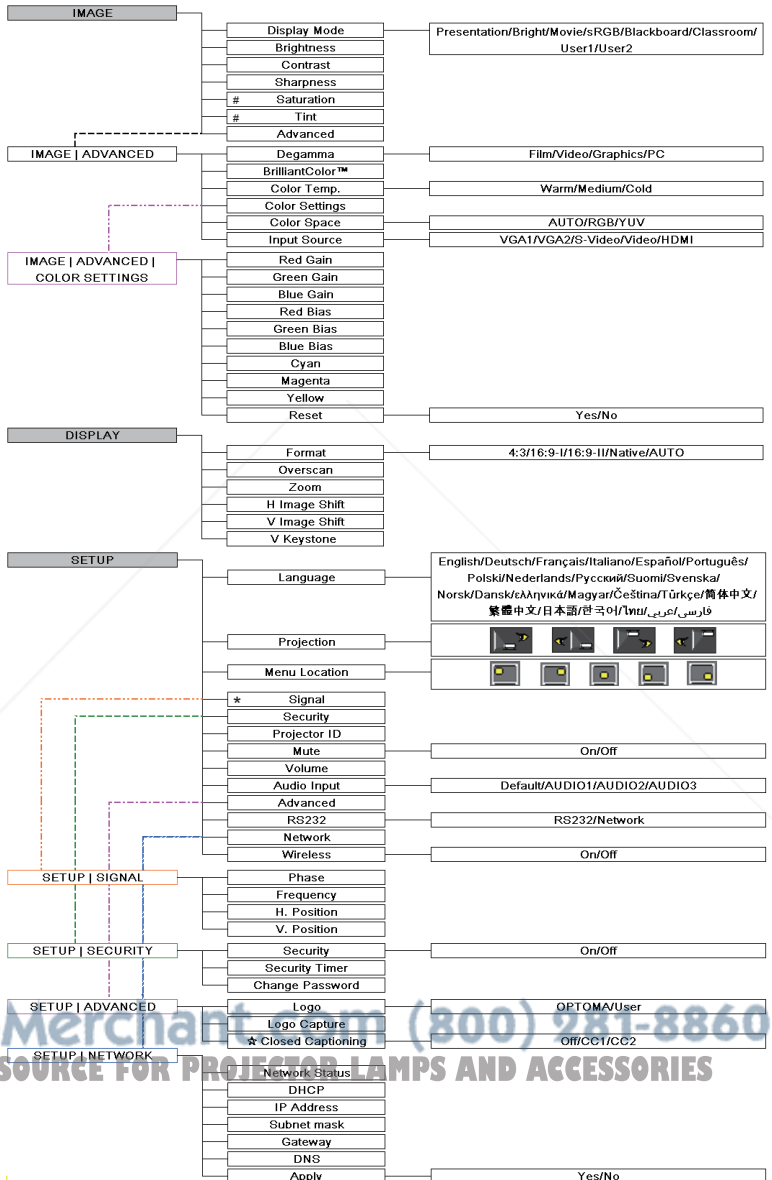 IMAGE
Display Mode
Presentation/Bright/Movie/sRGB/Blackboard/Classroom/
User1/User2
Brightness
Contrast
Sharpness
# Saturation
# Tint
Advanced
IMAGE | ADVANCED
Degamma
Film/Video/Graphics/PC
BrilliantColor™
Color Temp.
Warm/Medium/Cold
Color Settings
Color Space
AUTO/RGB/YUV
Input Source
VGA1/VGA2/S-Video/Video/HDMI
IMAGE | ADVANCED |
COLOR SETTINGS
Red Gain
Green Gain
Blue Gain
Red Bias
Green Bias
Blue Bias
Cyan
Magenta
Yellow
Reset
Yes/No
DISPLAY
Format
4:3/16:9-I/16:9-II/Native/AUTO
Overscan
Zoom
H Image Shift
V Image Shift
V Keystone
SETUP
Language
English/Deutsch/Français/Italiano/Español/Português/
Polski/Nederlands/Русский/Suomi/Svenska/
Norsk/Dansk/ελληνικά/Magyar/Čeština/Türkçe/简体中文/
繁體中文/日本語/한국어/ไทย/عربي/فارسی
Projection
Menu Location
* Signal
Security
Projector ID
Mute
On/Off
Volume
Audio Input
Default/AUDIO1/AUDIO2/AUDIO3
Advanced
RS232
RS232/Network
Network
Wireless
On/Off
SETUP | SIGNAL
Phase
Frequency
H. Position
V. Position
SETUP | SECURITY
Security
On/Off
Security Timer
Change Password
SETUP | ADVANCED
Logo
OPTOMA/User
Logo Capture
☆ Closed Captioning
Off/CC1/CC2
Merchant.com (800) 281-8860
SETUP | NETWORK
SOURCE FOR PROJECTOR LAMPS AND ACCESSORIES
Network Status
DHCP
IP Address
Subnet mask
Gateway
DNS
Apply
Yes/No